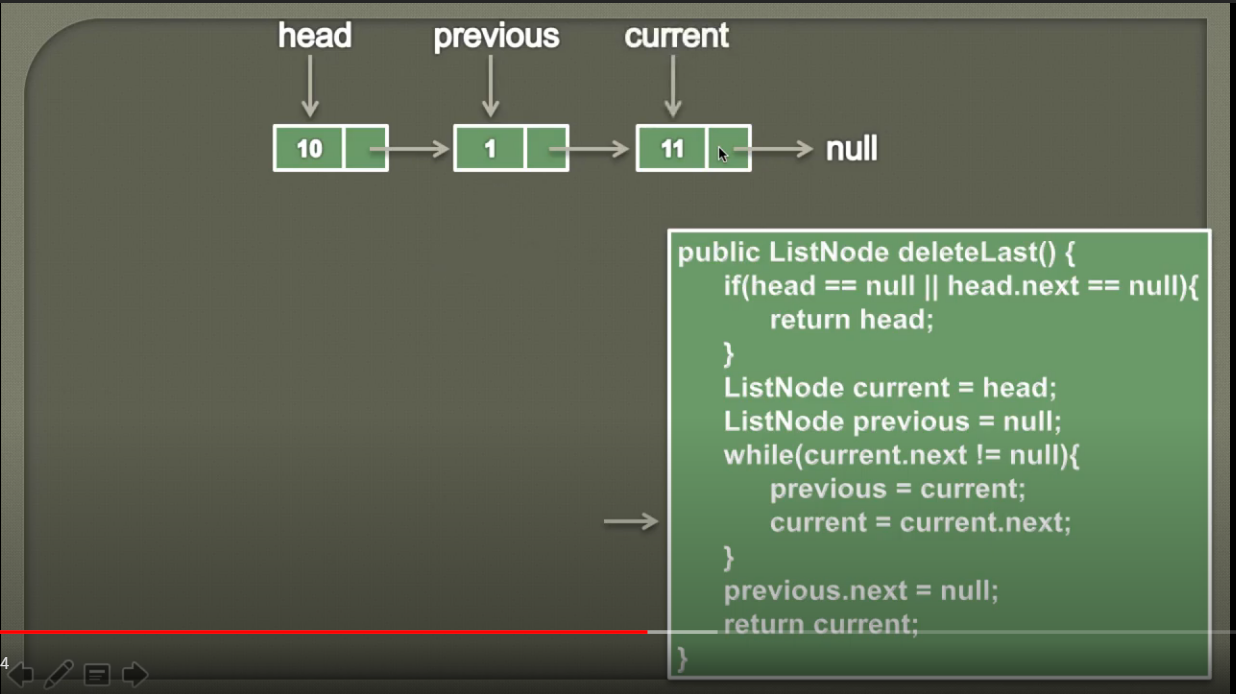 head previous current
10 1 11 null
public ListNode deleteLast() {
if(head == null || head.next == null){
return head;
}
ListNode current = head;
ListNode previous = null;
while(current.next != null){
previous = current;
current = current.next;
}
previous.next = null;
return current;
}
4